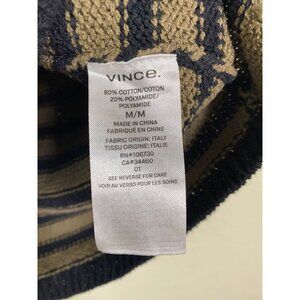 VINCE.
80% COTTON/COTON
20% POLYAMIDE/
POLYAMIDE
M/M
MADE IN CHINA
FABRIQUÉ EN CHINE
FABRIC ORIGIN: ITALY
TISSU ORIGINE: ITALIE
RN#106730
CA#34460
01
SEE REVERSE FOR CARE
VOIR AU VERSO POUR LES SOINS